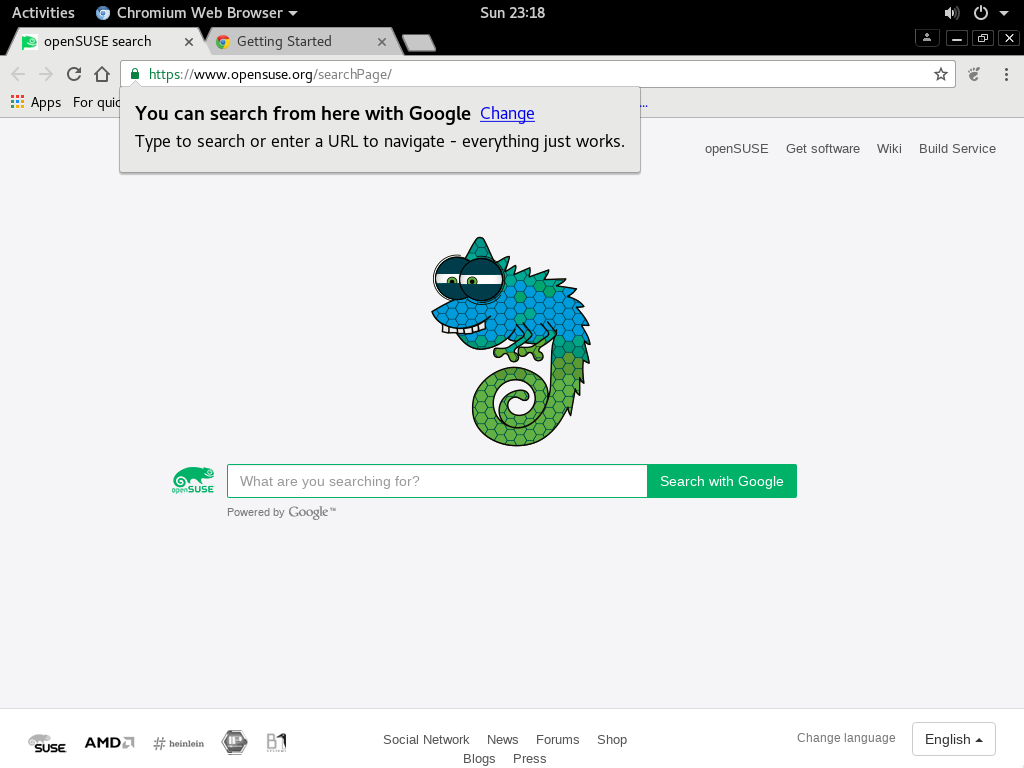 Activities Chromium Web Browser Sun 23:18
openSUSE search Getting Started
https://www.opensuse.org/searchPage/
Apps For quic ...
You can search from here with Google Change
Type to search or enter a URL to navigate - everything just works.
openSUSE Get software Wiki Build Service
openSUSE What are you searching for? Search with Google
Powered by Google™
SUSE AMD # heinlein IP B1
Social Network News Forums Shop
Blogs Press
Change language English